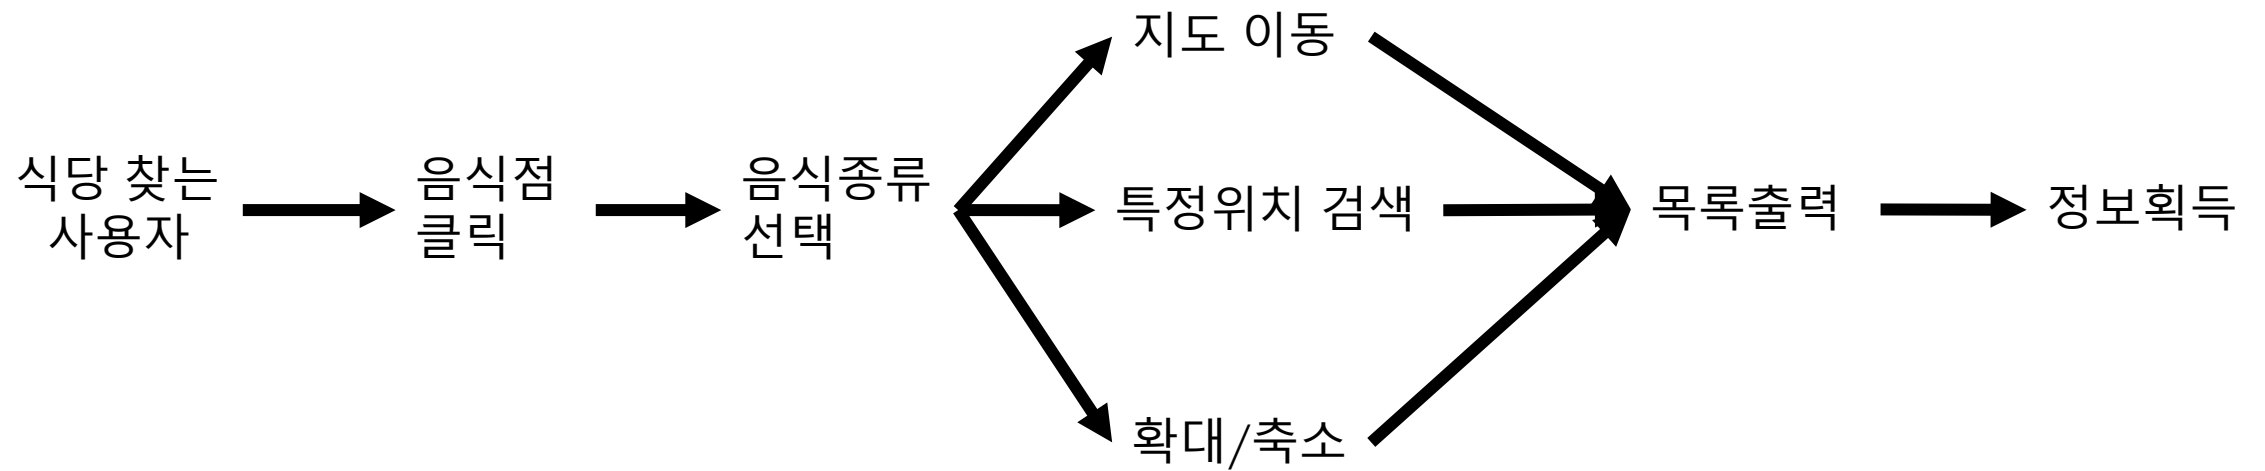 식당 찾는
사용자
음식점
클릭
음식종류
선택
지도 이동
특정위치 검색
확대/축소
목록출력
정보획득